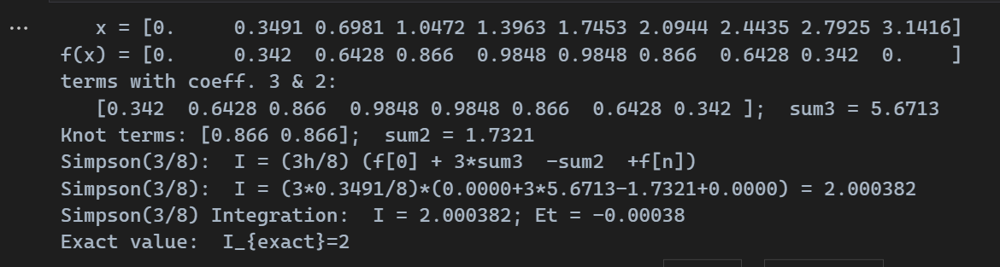 ...    x = [0.     0.3491 0.6981 1.0472 1.3963 1.7453 2.0944 2.4435 2.7925 3.1416]
f(x) = [0.     0.342  0.6428 0.866  0.9848 0.9848 0.866  0.6428 0.342  0.    ]
terms with coeff. 3 & 2:
   [0.342  0.6428 0.866  0.9848 0.9848 0.866  0.6428 0.342 ];  sum3 = 5.6713
Knot terms: [0.866 0.866];  sum2 = 1.7321
Simpson(3/8):  I = (3h/8) (f[0] + 3*sum3  -sum2  +f[n])
Simpson(3/8):  I = (3*0.3491/8)*(0.0000+3*5.6713-1.7321+0.0000) = 2.000382
Simpson(3/8) Integration:  I = 2.000382; Et = -0.00038
Exact value:  I_{exact}=2